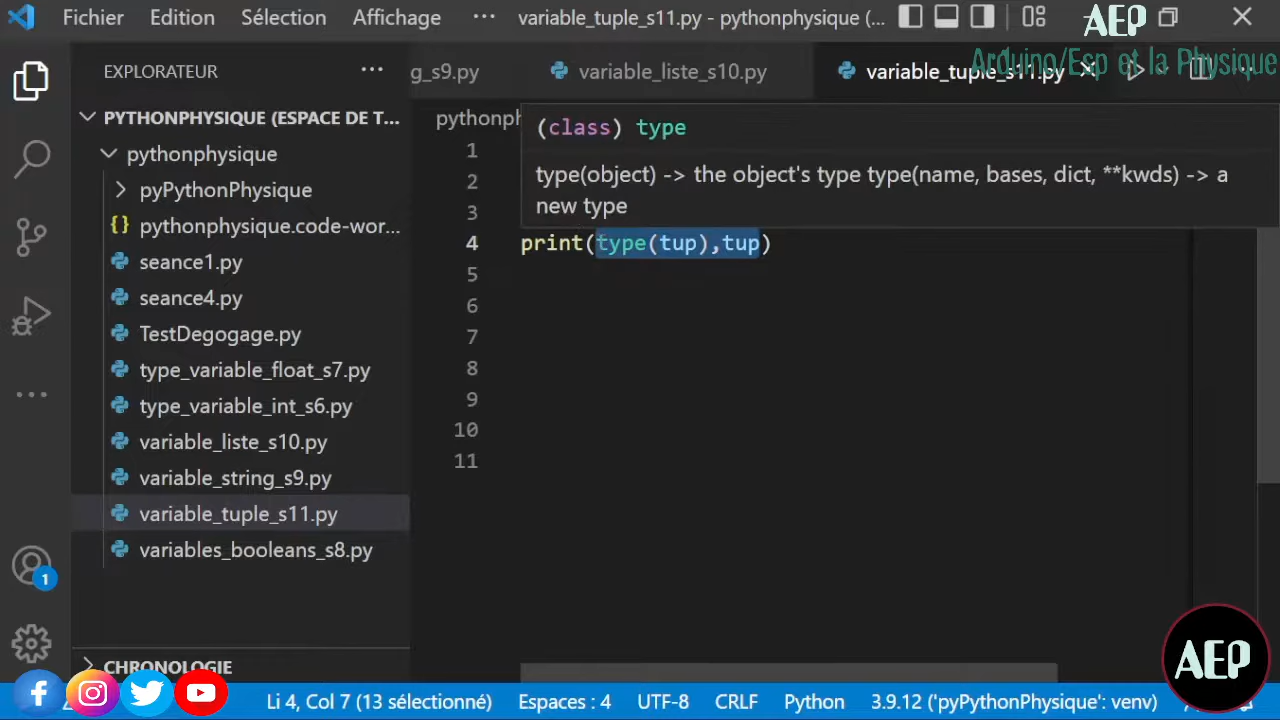 Fichier Edition Sélection Affichage ··· variable_tuple_s11.py - pythonphysique (...
AEP
Arduino/Esp et la Physique
EXPLORATEUR ···
g_s9.py variable_liste_s10.py variable_tuple_s11.py
PYTHONPHYSIQUE (ESPACE DE T...
pythonph
pythonphysique
pyPythonPhysique
{} pythonphysique.code-wor...
seance1.py
seance4.py
TestDegogage.py
type_variable_float_s7.py
type_variable_int_s6.py
variable_liste_s10.py
variable_string_s9.py
variable_tuple_s11.py
variables_booleans_s8.py
CHRONOLOGIE
(class) type
type(object) -> the object's type type(name, bases, dict, **kwds) -> a
new type
1
2
3
4 print(type(tup),tup)
5
6
7
8
9
10
11
1
AEP
Li 4, Col 7 (13 sélectionné) Espaces : 4 UTF-8 CRLF Python 3.9.12 ('pyPythonPhysique': venv)